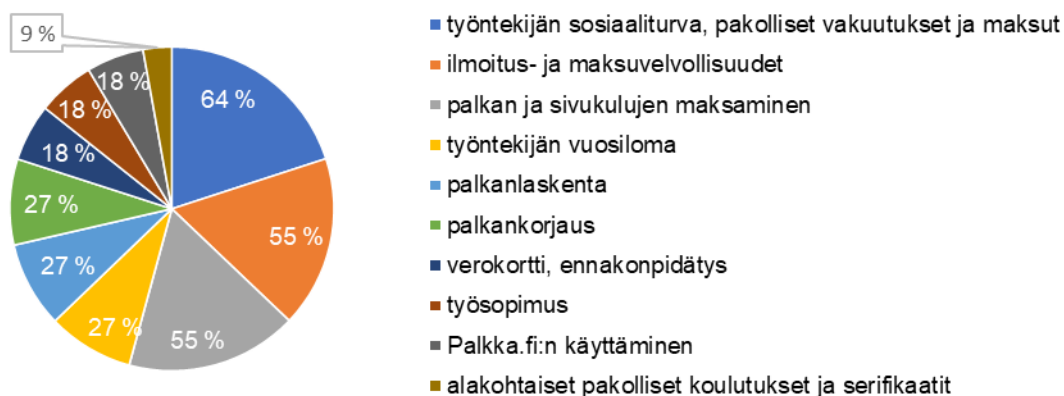 9 %
64 %
55 %
55 %
27 %
27 %
27 %
18 %
18 %
18 %
työntekijän sosiaaliturva, pakolliset vakuutukset ja maksut
ilmoitus- ja maksuvelvollisuudet
palkan ja sivukulujen maksaminen
työntekijän vuosiloma
palkanlaskenta
palkankorjaus
verokortti, ennakonpidätys
työsopimus
Palkka.fi:n käyttäminen
alakohtaiset pakolliset koulutukset ja serifikaatit